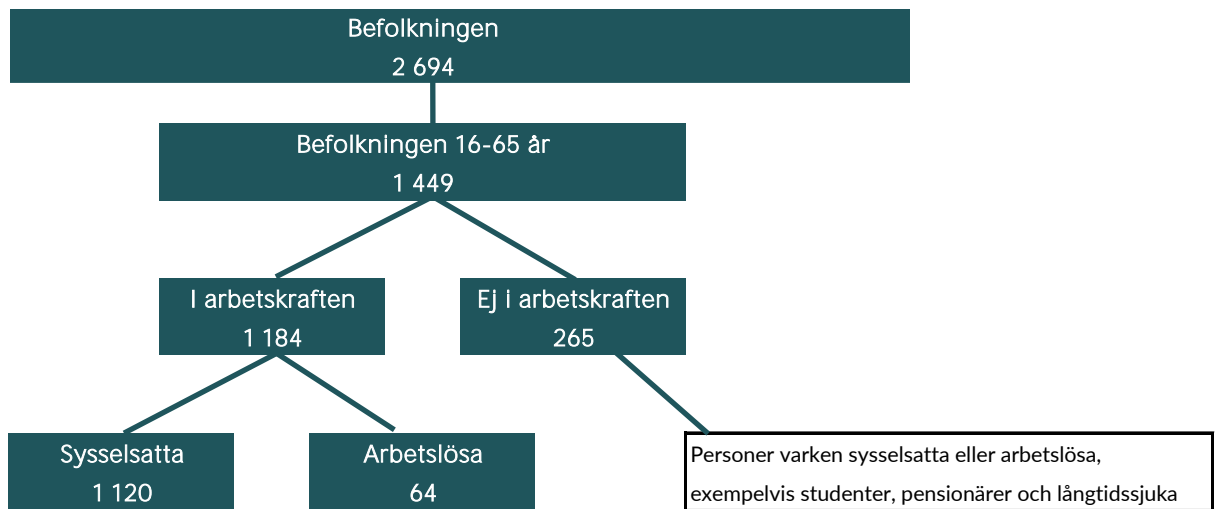 Befolkningen
2 694
Befolkningen 16-65 år
1 449
I arbetskraften
1 184
Ej i arbetskraften
265
Sysselsatta
1 120
Arbetslösa
64
Personer varken sysselsatta eller arbetslösa,
exempelvis studenter, pensionärer och långtidssjuka